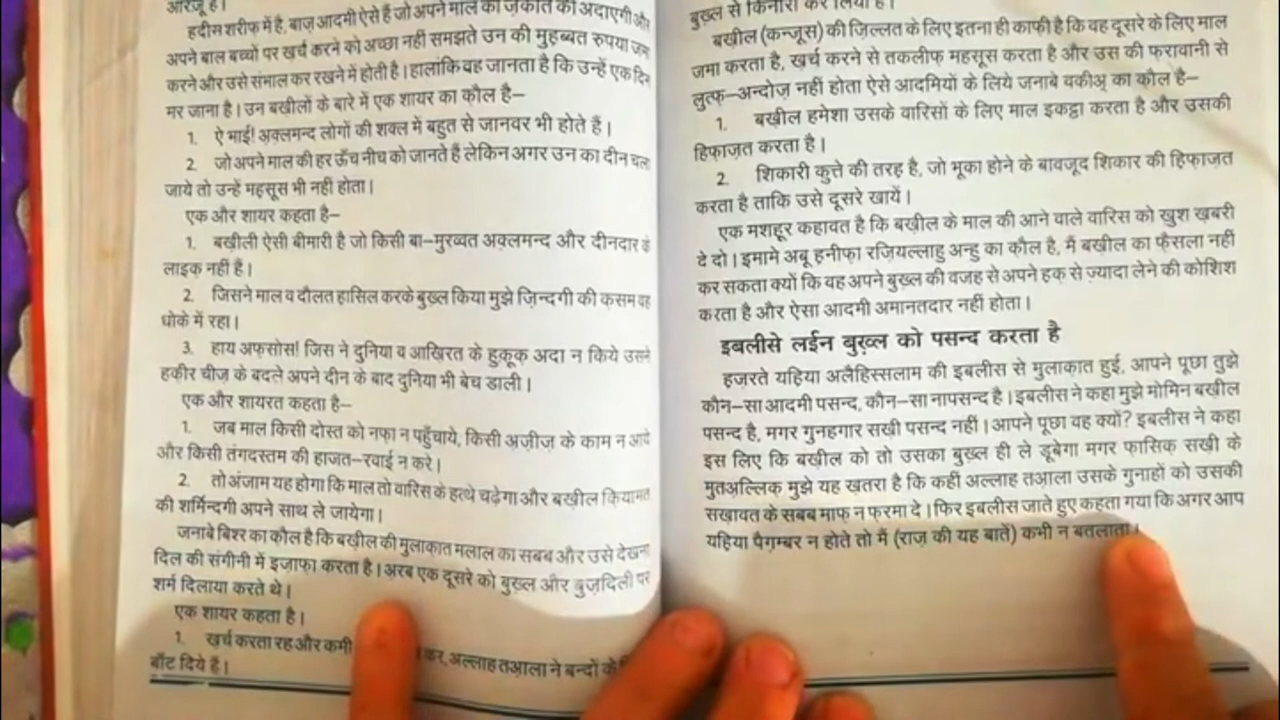 आरज़ू है।
हदीस शरीफ़ में है, बाज़ आदमी ऐसे हैं जो अपने माल की ज़कात की अदाएगी और
अपने बाल बच्चों पर खर्च करने को अच्छा नहीं समझते उन की मुहब्बत रुपया जमा
करने और उसे संभाल कर रखने में होती है। हालांकि वह जानता है कि उन्हें एक दिन
मर जाना है। उन बख़ीलों के बारे में एक शायर का क़ौल है–
1. ऐ भाई! अक़्लमन्द लोगों की शक्ल में बहुत से जानवर भी होते हैं।
2. जो अपने माल की हर ऊँच नीच को जानते हैं लेकिन अगर उन का दीन चला
जाये तो उन्हें महसूस भी नहीं होता।
एक और शायर कहता है–
1. बख़ीली ऐसी बीमारी है जो किसी बा–मुरव्वत अक़्लमन्द और दीनदार के
लाइक़ नहीं है।
2. जिसने माल व दौलत हासिल करके बुख़्ल किया मुझे ज़िन्दगी की क़सम वह
धोके में रहा।
3. हाय अफ़सोस! जिस ने दुनिया व आख़िरत के हुक़ूक़ अदा न किये उसने
हक़ीर चीज़ के बदले अपने दीन के बाद दुनिया भी बेच डाली।
एक और शायरत कहता है–
1. जब माल किसी दोस्त को नफ़ा न पहुँचाये, किसी अज़ीज़ के काम न आये
और किसी तंगदस्तम की हाजत–रवाई न करे।
2. तो अंजाम यह होगा कि माल तो वारिस के हत्थे चढ़ेगा और बख़ील क़ियामत
की शर्मिन्दगी अपने साथ ले जायेगा।
जनाबे बिश्र का क़ौल है कि बख़ील की मुलाक़ात मलाल का सबब और उसे देखना
दिल की संगीनी में इज़ाफ़ा करता है। अरब एक दूसरे को बुख़्ल और बुज़दिली पर
शर्म दिलाया करते थे।
एक शायर कहता है।
1. ख़र्च करता रह और कमी कर, अल्लाह तआला ने बन्दों के
बाँट दिये हैं।
बुख़्ल से किनारा कर लिया है।
बख़ील (कन्जूस) की ज़िल्लत के लिए इतना ही काफ़ी है कि वह दूसरे के लिए माल
जमा करता है, ख़र्च करने से तकलीफ़ महसूस करता है और उस की फ़रावानी से
लुत्फ़–अन्दोज़ नहीं होता ऐसे आदमियों के लिये जनाबे वकीअ् का क़ौल है–
1. बख़ील हमेशा उसके वारिसों के लिए माल इकट्ठा करता है और उसकी
हिफाज़त करता है।
2. शिकारी कुत्ते की तरह है, जो भूका होने के बावजूद शिकार की हिफ़ाज़त
करता है ताकि उसे दूसरे खायें।
एक मशहूर कहावत है कि बख़ील के माल की आने वाले वारिस को खुश ख़बरी
दे दो। इमामे अबू हनीफ़ा रज़ियल्लाहु अन्हु का क़ौल है, मैं बख़ील का फ़ैसला नहीं
कर सकता क्यों कि वह अपने बुख़्ल की वजह से अपने हक़ से ज़्यादा लेने की कोशिश
करता है और ऐसा आदमी अमानतदार नहीं होता।
इबलीसे लईन बुख़्ल को पसन्द करता है
हज़रते यहिया अलैहिस्सलाम की इबलीस से मुलाक़ात हुई, आपने पूछा तुझे
कौन–सा आदमी पसन्द, कौन–सा नापसन्द है। इबलीस ने कहा मुझे मोमिन बख़ील
पसन्द है, मगर गुनहगार सख़ी पसन्द नहीं। आपने पूछा वह क्यों? इबलीस ने कहा
इस लिए कि बख़ील को तो उसका बुख़्ल ही ले डूबेगा मगर फ़ासिक़ सख़ी के
मुतअ़ल्लिक़ मुझे यह ख़तरा है कि कहीं अल्लाह तआला उसके गुनाहों को उसकी
सख़ावत के सबब माफ़ न फ़रमा दे। फिर इबलीस जाते हुए कहता गया कि अगर आप
यहिया पैग़म्बर न होते तो मैं (राज़ की यह बातें) कभी न बतलाता।